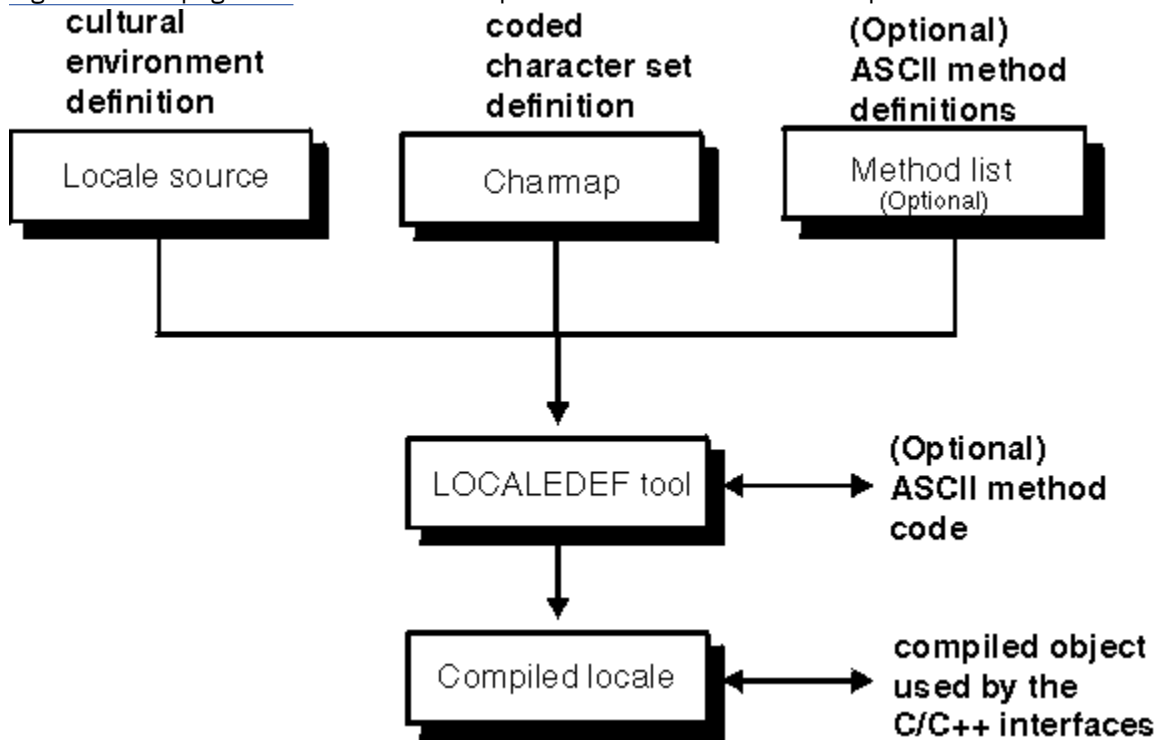 cultural
environment
definition
coded
character set
definition
(Optional)
ASCII method
definitions
Locale source
Charmap
Method list
(Optional)
LOCALEDEF tool
(Optional)
ASCII method
code
Compiled locale
compiled object
used by the
C/C++ interfaces